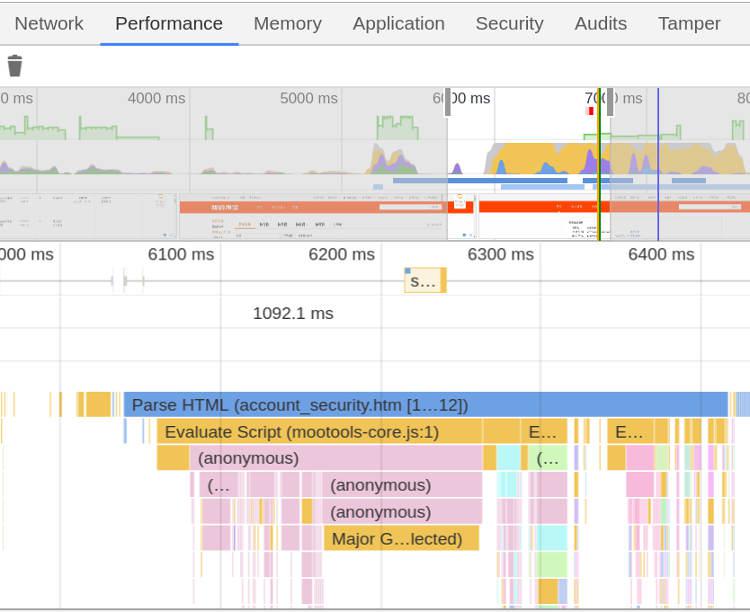 Network Performance Memory Application Security Audits Tamper
0 ms 4000 ms 5000 ms 6000 ms 7000 ms 80
000 ms 6100 ms 6200 ms 6300 ms 6400 ms
s...
1092.1 ms
Parse HTML (account_security.htm [1…12])
Evaluate Script (mootools-core.js:1) E... E...
(anonymous) (...
(... (anonymous)
(anonymous)
Major G...lected)